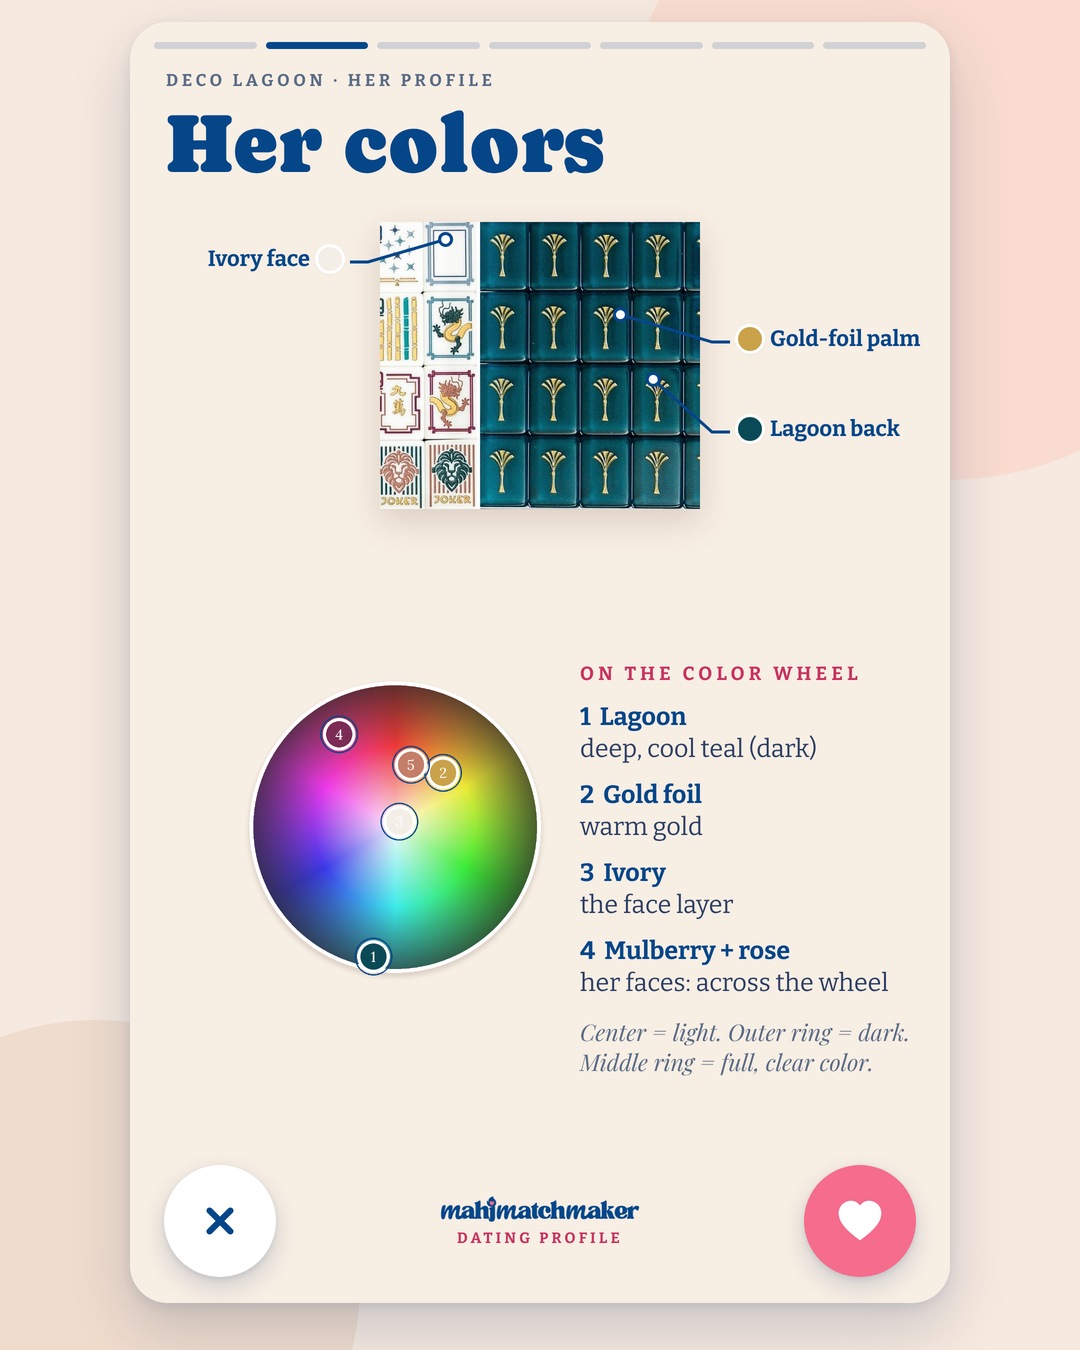 DECO LAGOON · HER PROFILE
Her colors
Ivory face
Gold-foil palm
Lagoon back
九
萬
JOKER
JOKER
ON THE COLOR WHEEL
1 Lagoon
deep, cool teal (dark)
2 Gold foil
warm gold
3 Ivory
the face layer
4 Mulberry + rose
her faces: across the wheel
Center = light. Outer ring = dark.
Middle ring = full, clear color.
4
5
2
3
1
mahjmatchmaker
DATING PROFILE